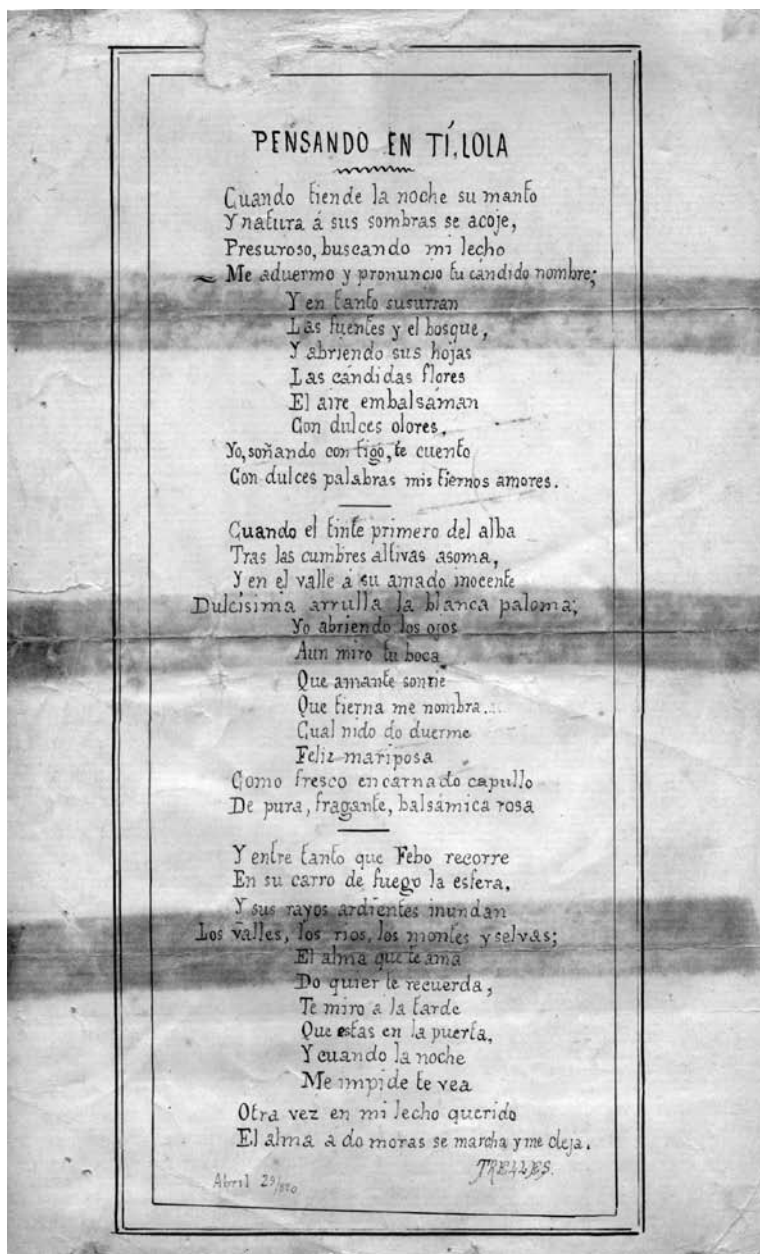 PENSANDO EN TÍ, LOLA
Cuando tiende la noche su manto
Y natura á sus sombras se acoje,
Presuroso, buscando mi lecho
Me aduermo y pronuncio tu candido nombre;
Y en tanto susurran
Las fuentes y el bosque,
Y abriendo sus hojas
Las cándidas flores
El aire embalsaman
Con dulces olores,
Yo, soñando con tigo, te cuento
Con dulces palabras mis tiernos amores.
Cuando el tinte primero del alba
Tras las cumbres altivas asoma,
Y en el valle á su amado inocente
Dulcísima arrulla la blanca paloma;
Yo abriendo los ojos
Aun miro tu boca
Que amante sonríe
Que tierna me nombra...
Cual nido do duerme
Feliz mariposa
Como fresco encarnado capullo
De pura, fragante, balsámica rosa
Y entre tanto que Febo recorre
En su carro de fuego la esfera,
Y sus rayos ardientes inundan
Los valles, los rios, los montes y selvas;
El alma que te ama
Do quier te recuerda,
Te miro a la tarde
Que estas en la puerta,
Y cuando la noche
Me impide te vea
Otra vez en mi lecho querido
El alma a do moras se marcha y me deja.
TRELLES.
Abril 29/